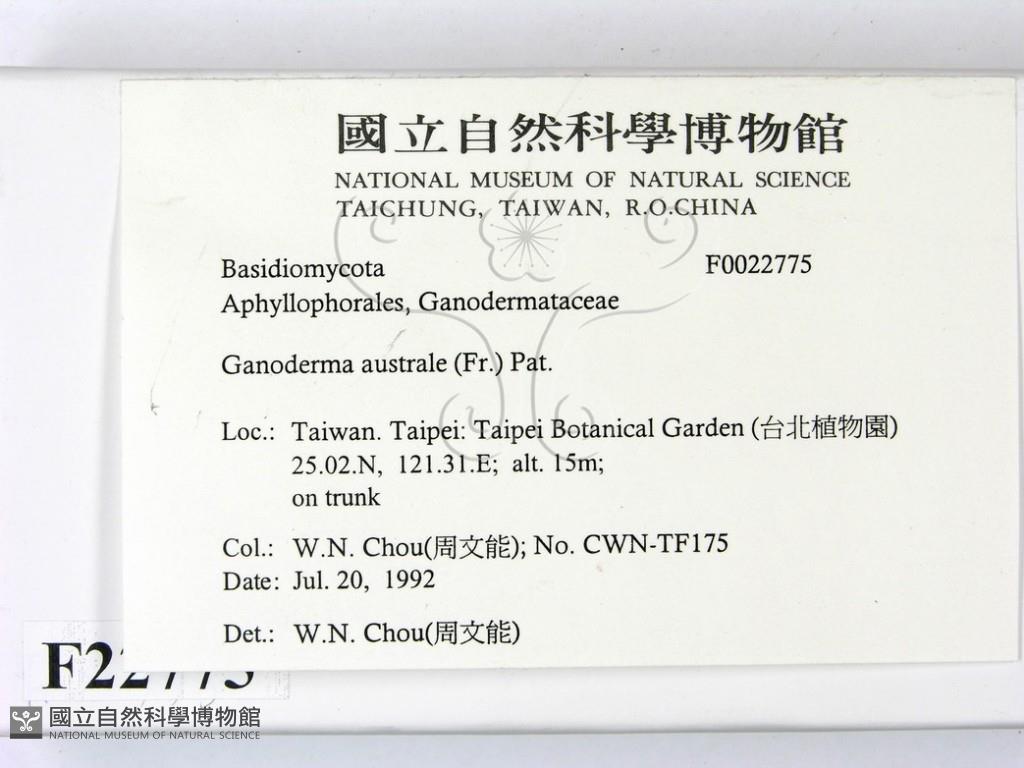 國立自然科學博物館
NATIONAL MUSEUM OF NATURAL SCIENCE
TAICHUNG, TAIWAN, R.O.CHINA
Basidiomycota F0022775
Aphyllophorales, Ganodermataceae
Ganoderma australe (Fr.) Pat.
Loc.: Taiwan. Taipei: Taipei Botanical Garden (台北植物園)
25.02.N, 121.31.E; alt. 15m;
on trunk
Col.: W.N. Chou(周文能); No. CWN-TF175
Date: Jul. 20, 1992
Det.: W.N. Chou(周文能)
F22775
國立自然科學博物館
NATIONAL MUSEUM OF NATURAL SCIENCE